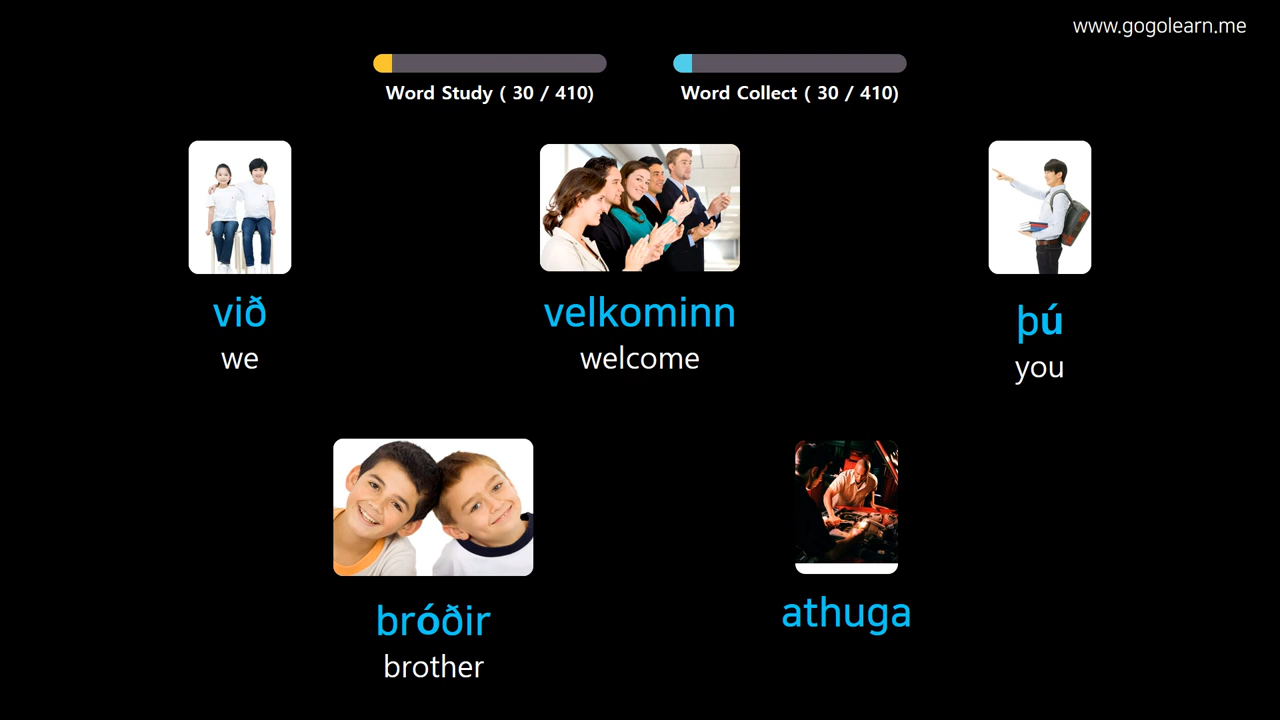 www.gogolearn.me
Word Study ( 30 / 410)
Word Collect ( 30 / 410)
við
we
velkominn
welcome
þú
you
bróðir
brother
athuga